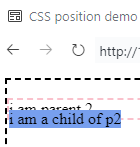 CSS position demo
http://
i am parent 2
i am a child of p2